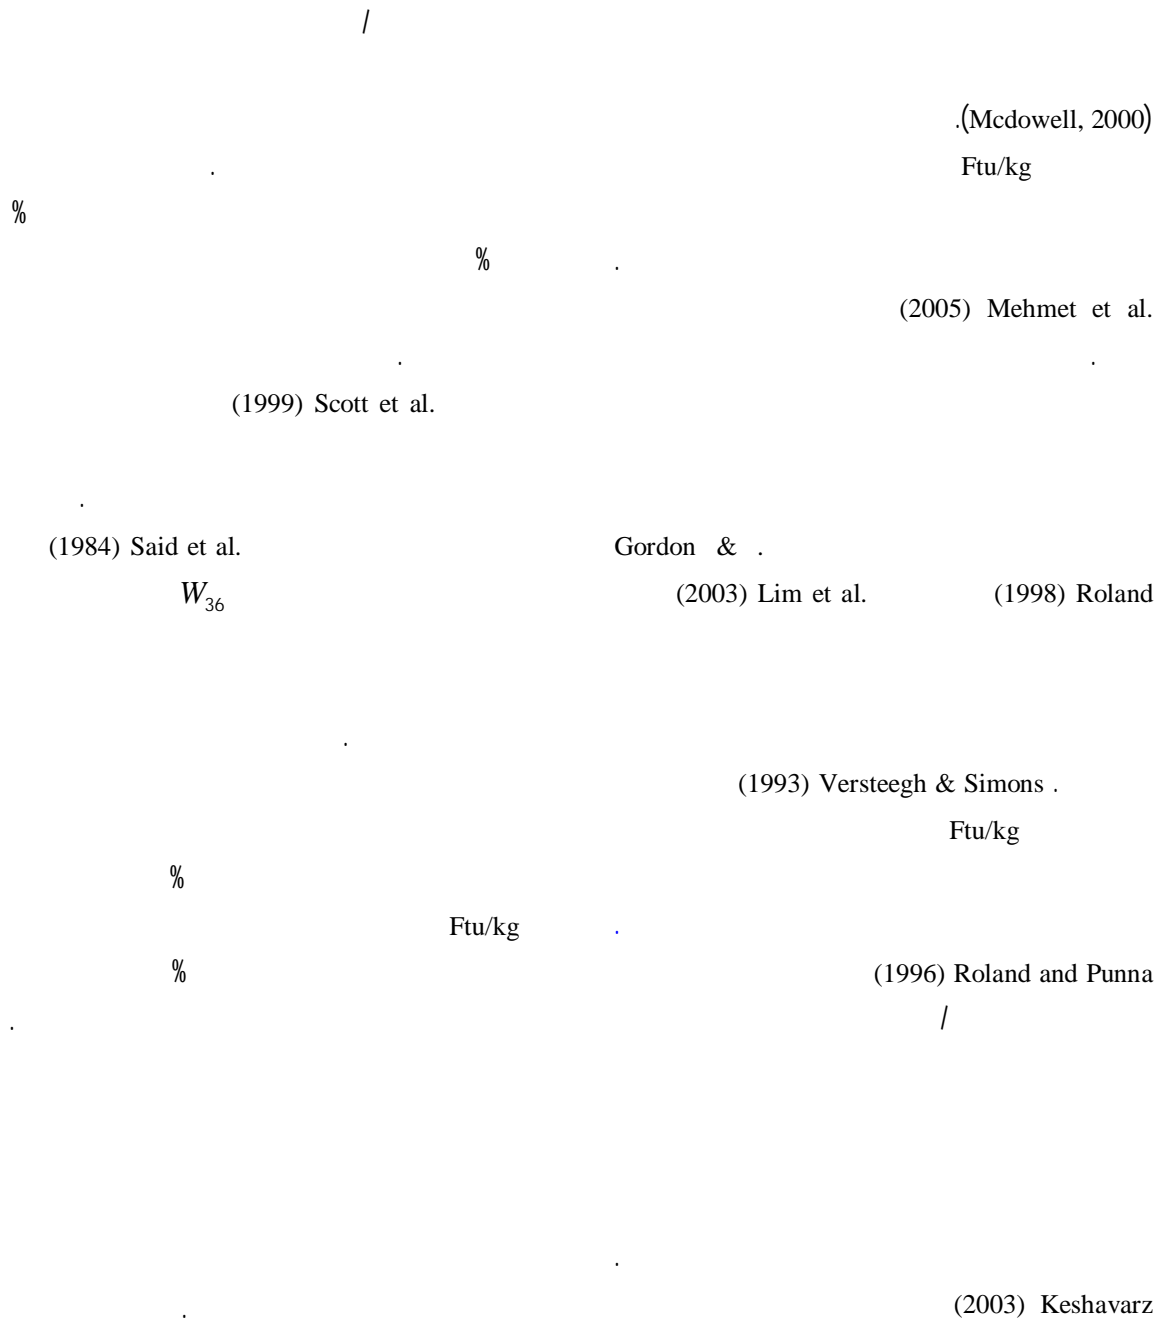 .(Mcdowell, 2000)
Ftu/kg
.
(2005) Mehmet et al.
.
Gordon & .
(2003) Lim et al. (1998) Roland
(1993) Versteegh & Simons .
Ftu/kg
.
(1996) Roland and Punna
/
.
(2003) Keshavarz
/
.
%
%
.
(1999) Scott et al.
.
(1984) Said et al.
W36
.
%
Ftu/kg
%
.
.